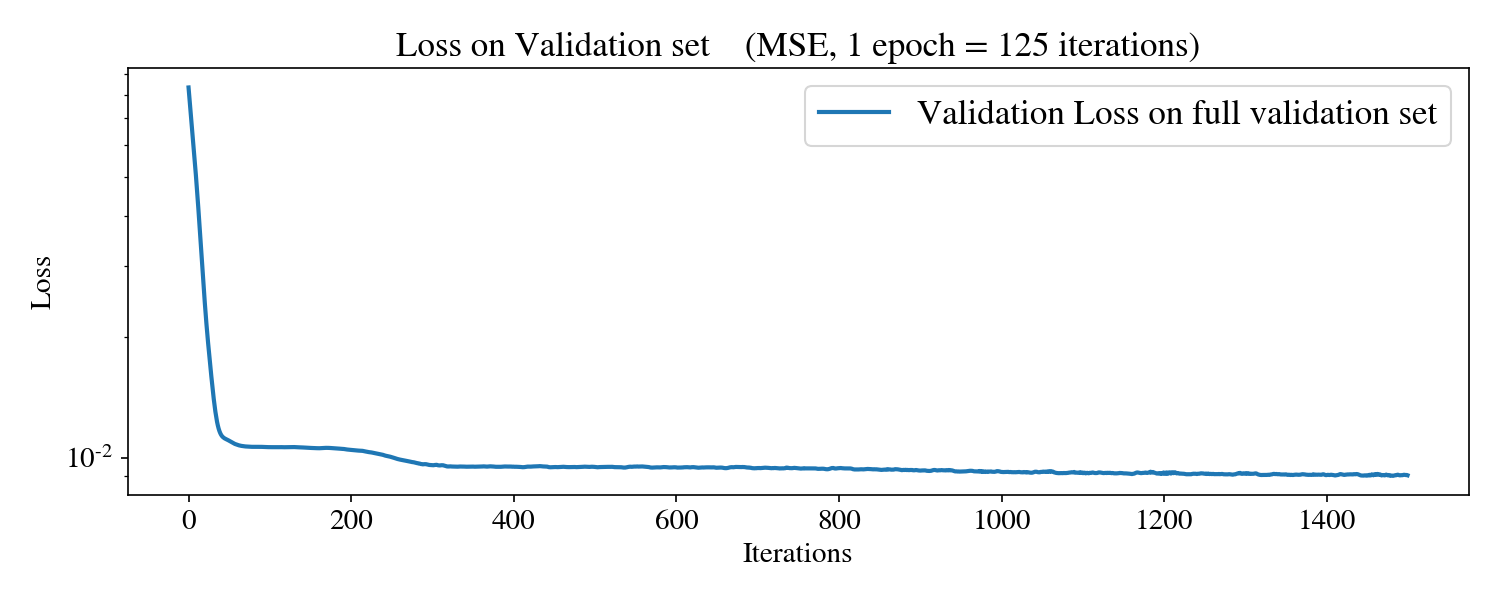 Loss on Validation set (MSE, 1 epoch = 125 iterations)
Validation Loss on full validation set
Loss
10-2
0 200 400 600 800 1000 1200 1400
Iterations